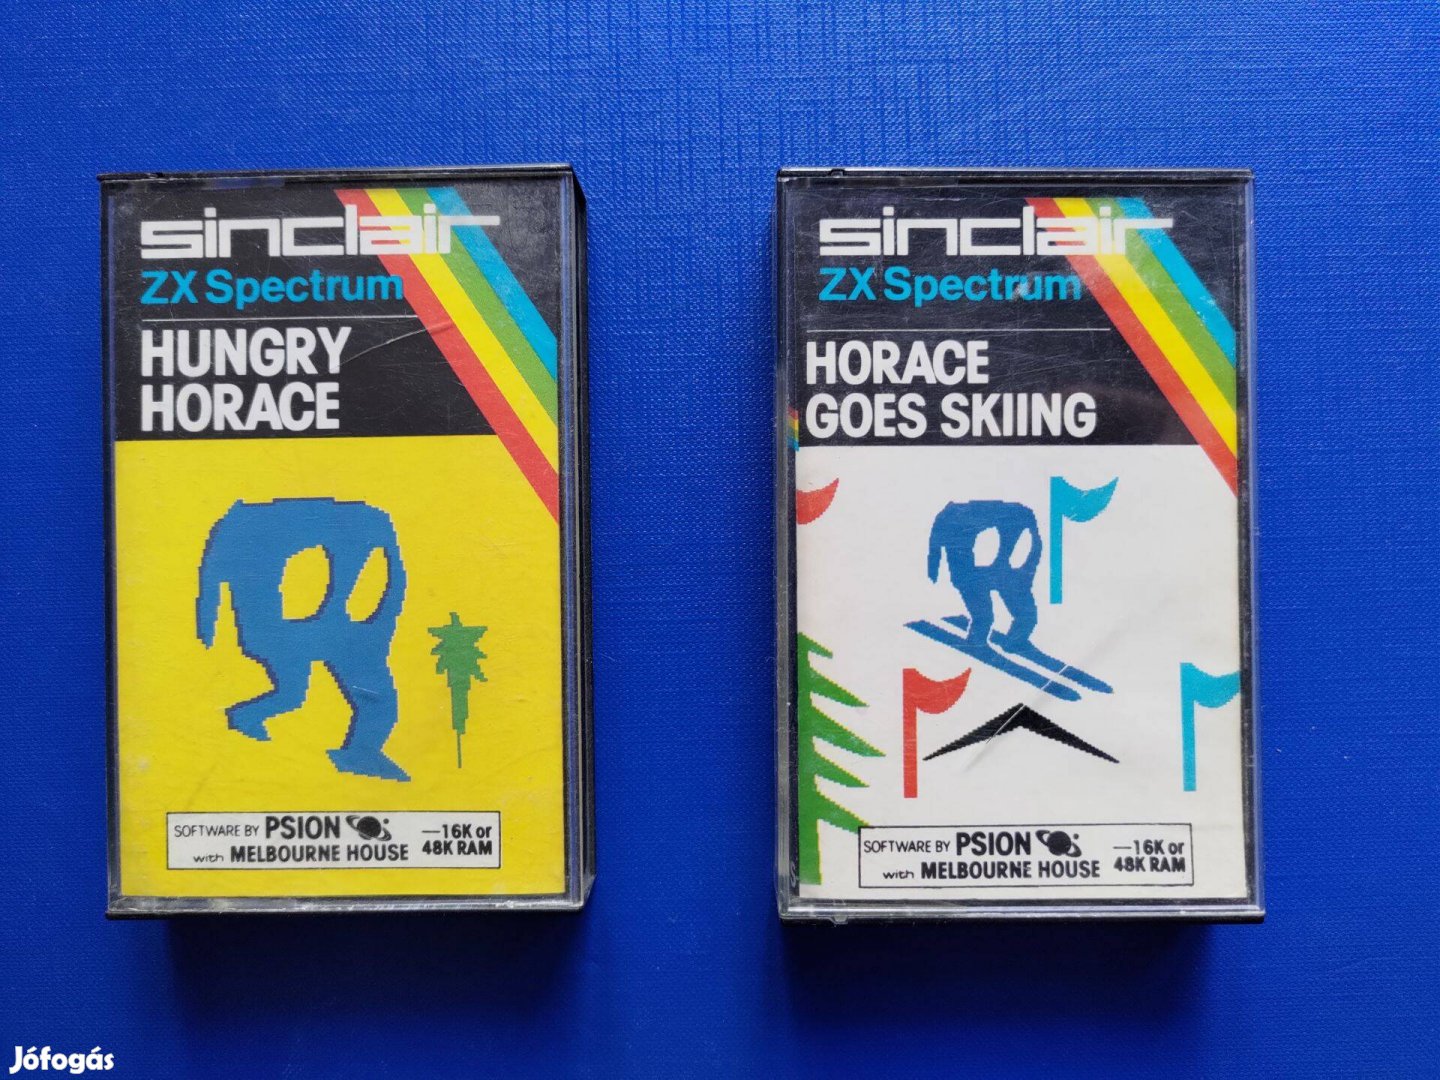 sinclair
ZX Spectrum
HUNGRY
HORACE
SOFTWARE BY PSION
with MELBOURNE HOUSE
—16K or
48K RAM
sinclair
ZX Spectrum
HORACE
GOES SKIING
SOFTWARE BY PSION
with MELBOURNE HOUSE
—16K or
48K RAM
Jófogás